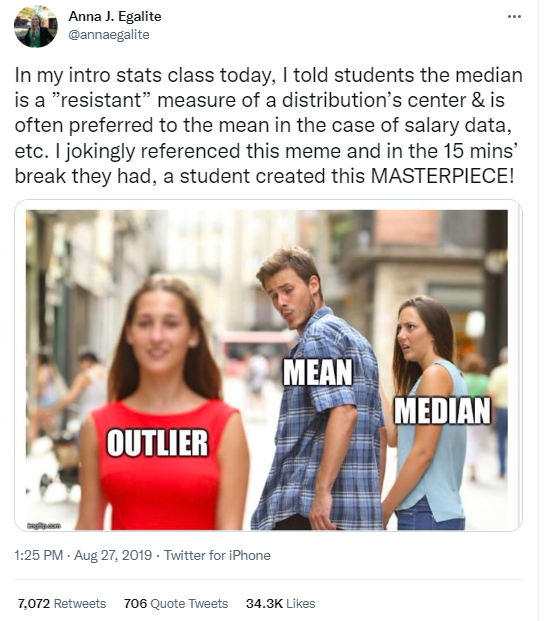 Anna J. Egalite
@annaegalite
In my intro stats class today, I told students the median
is a ”resistant” measure of a distribution’s center & is
often preferred to the mean in the case of salary data,
etc. I jokingly referenced this meme and in the 15 mins’
break they had, a student created this MASTERPIECE!
MEAN
MEDIAN
OUTLIER
imgflip.com
1:25 PM · Aug 27, 2019 · Twitter for iPhone
7,072 Retweets 706 Quote Tweets 34.3K Likes